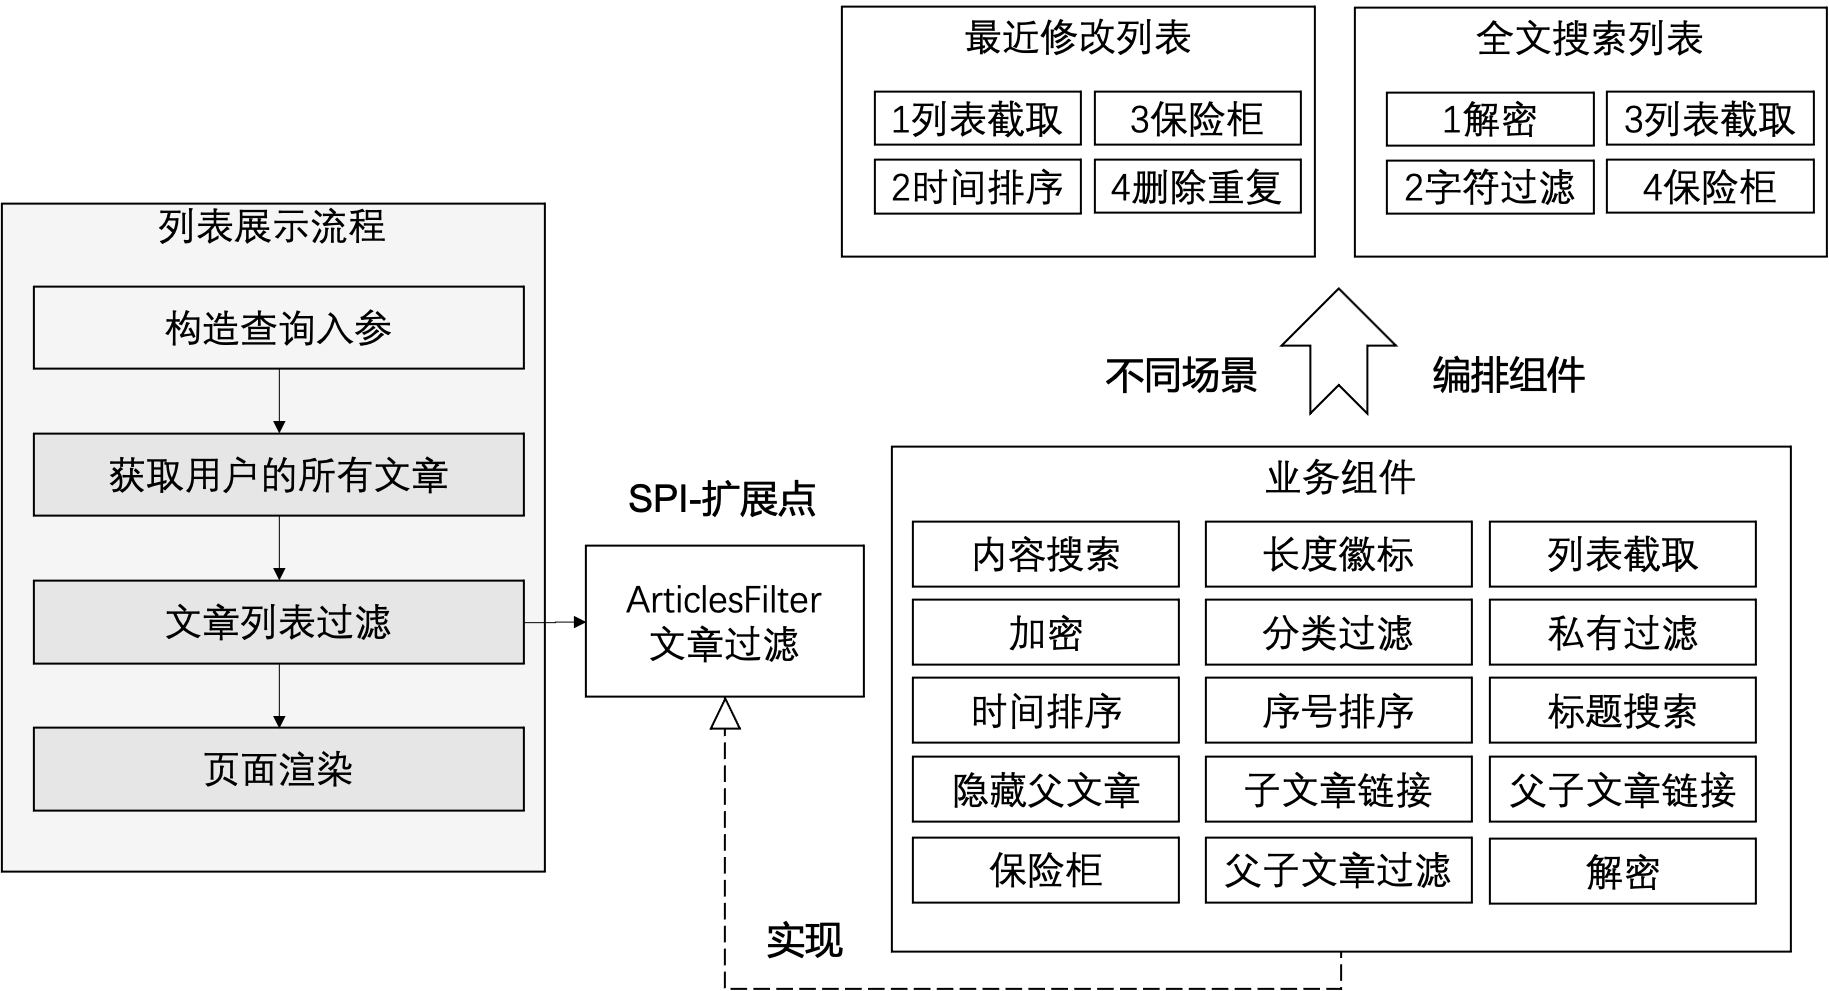 最近修改列表
1列表截取
3保险柜
2时间排序
4删除重复
全文搜索列表
1解密
3列表截取
2字符过滤
4保险柜
列表展示流程
构造查询入参
获取用户的所有文章
文章列表过滤
页面渲染
SPI-扩展点
ArticlesFilter
文章过滤
实现
不同场景
编排组件
业务组件
内容搜索
长度徽标
列表截取
加密
分类过滤
私有过滤
时间排序
序号排序
标题搜索
隐藏父文章
子文章链接
父子文章链接
保险柜
父子文章过滤
解密